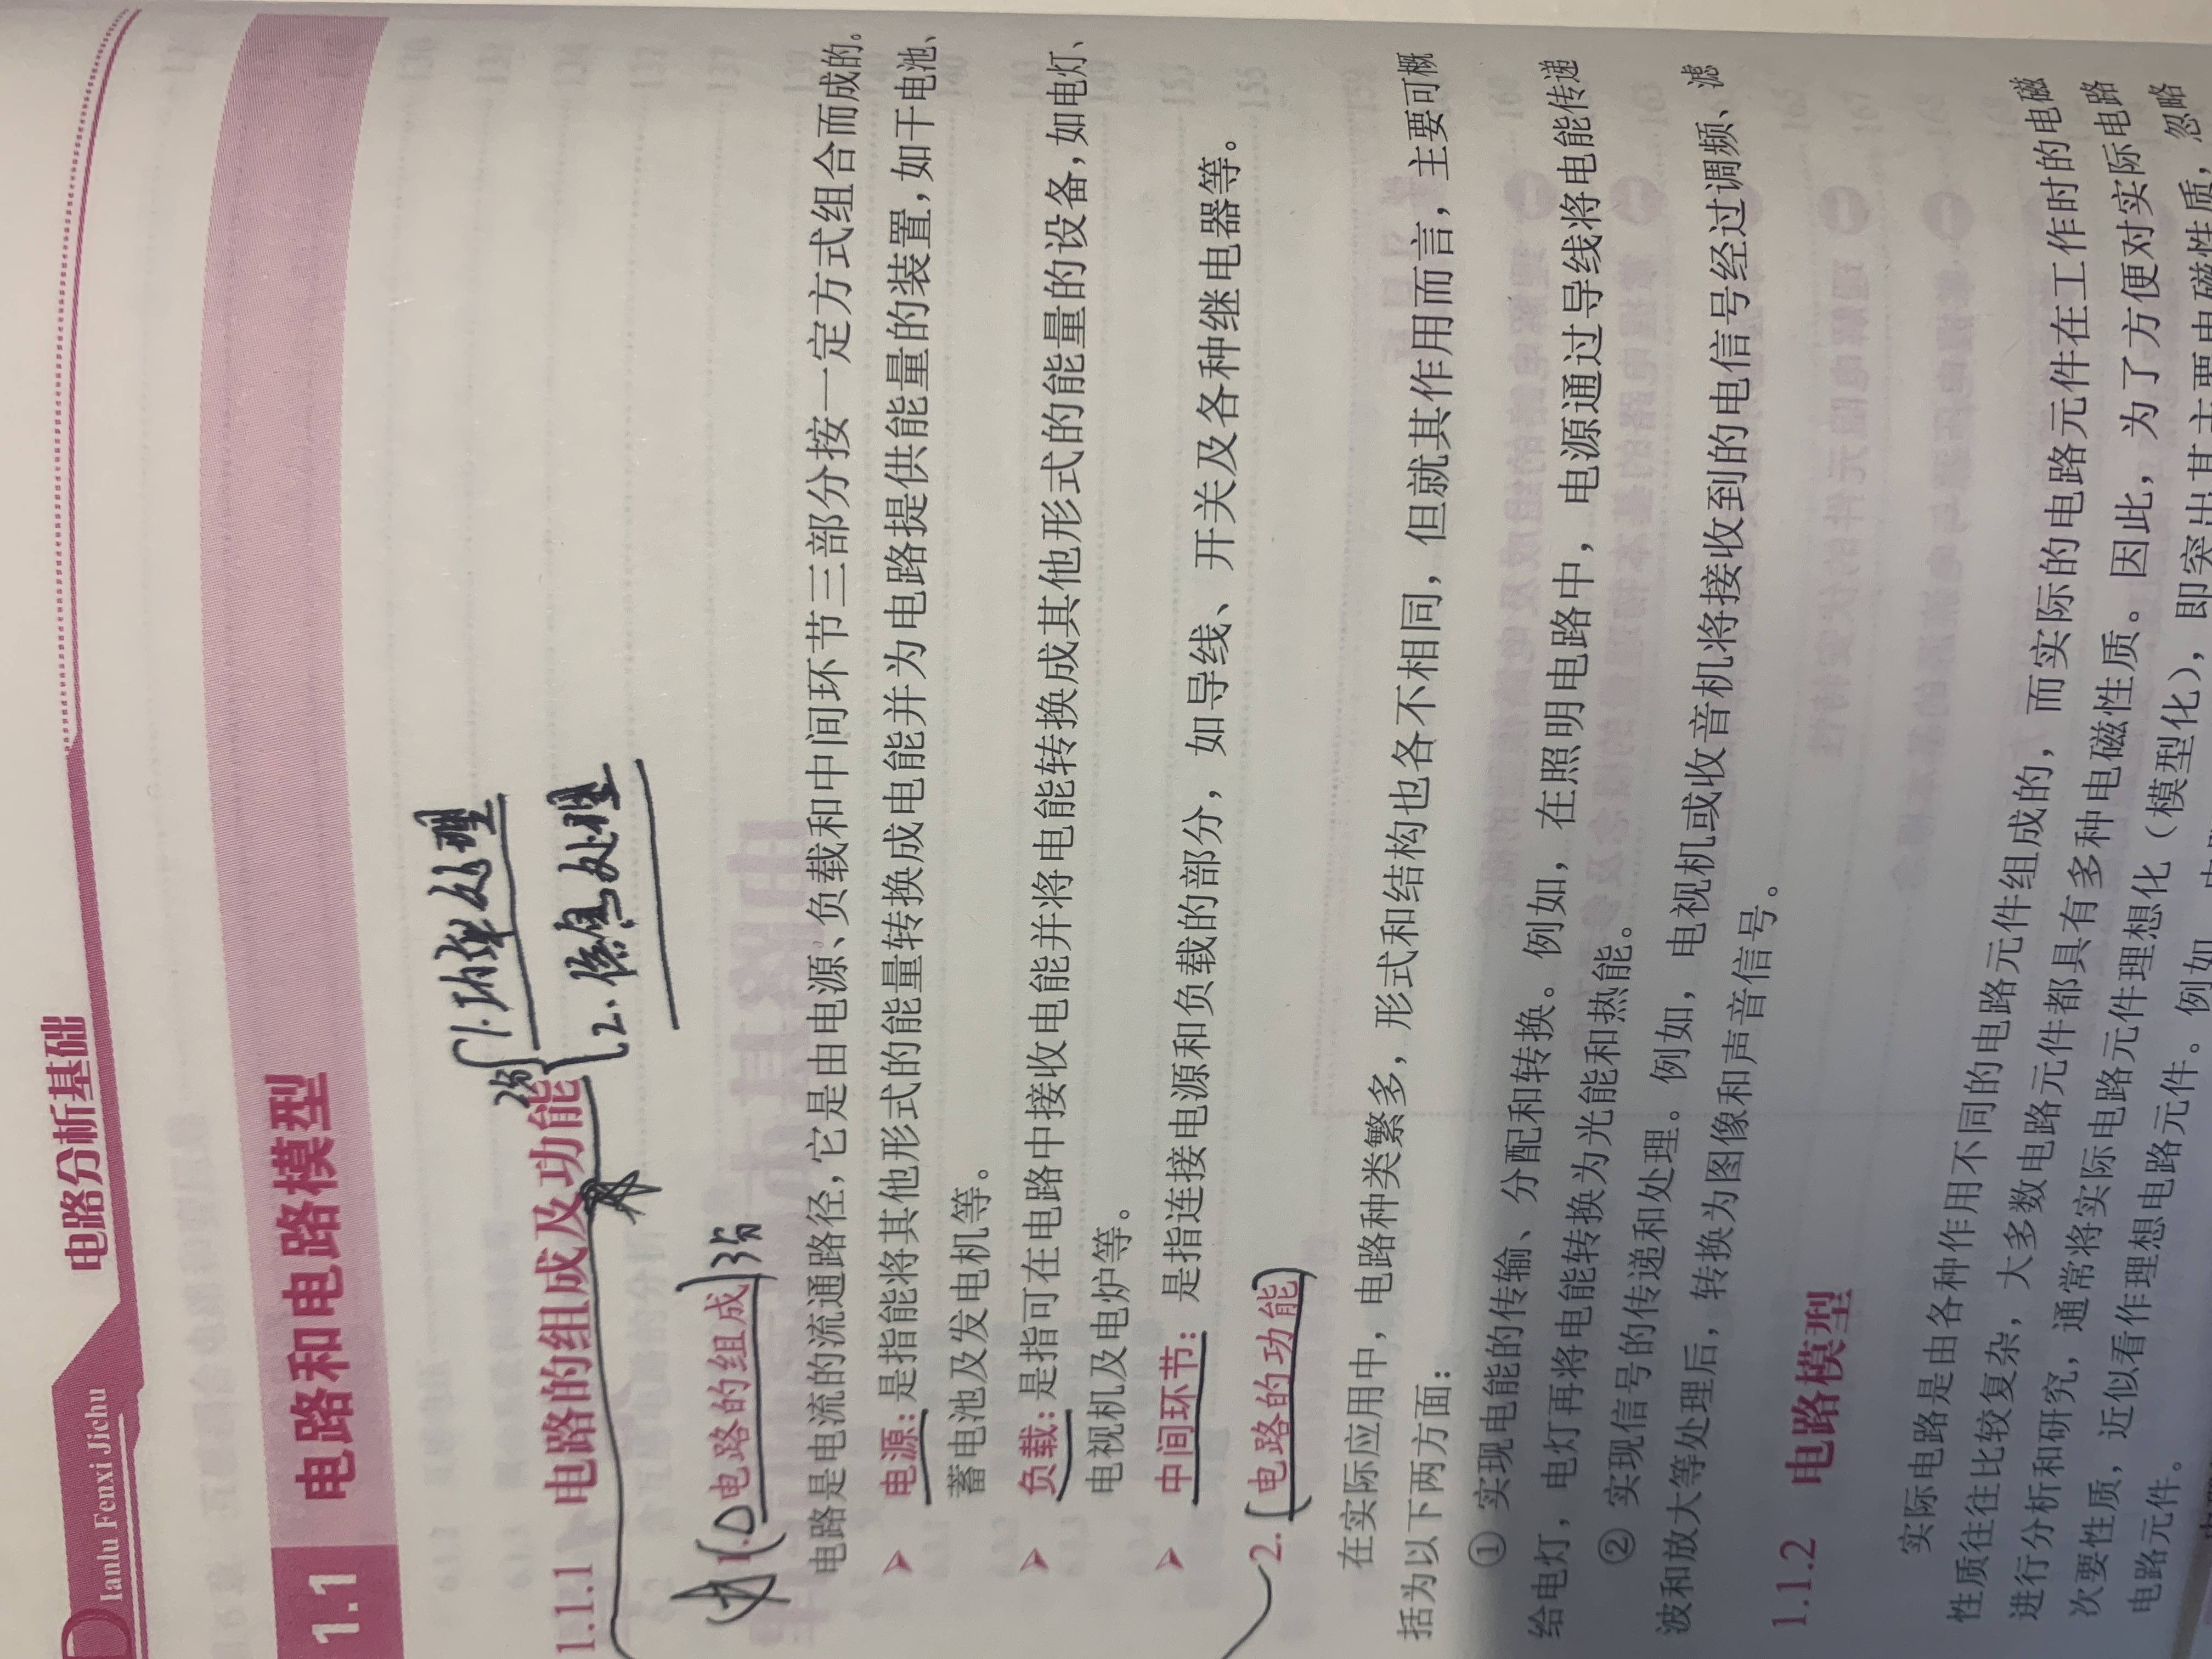 Dianlu Fenxi Jichu 电路分析基础
1.1 电路和电路模型
1.功率处理
2分
1.1.1 电路的组成及功能
2.信息处理
1.电路的组成 3分
电路是电流的流通路径，它是由电源、负载和中间环节三部分按一定方式组合而成的。
➢ 电源：是指能将其他形式的能量转换成电能并为电路提供能量的装置，如干电池、
蓄电池及发电机等。
➢ 负载：是指可在电路中接收电能并将电能转换成其他形式的能量的设备，如电灯、
电视机及电炉等。
➢ 中间环节：是指连接电源和负载的部分，如导线、开关及各种继电器等。
2. (电路的功能)
在实际应用中，电路种类繁多，形式和结构也各不相同，但就其作用而言，主要可概
括为以下两方面：
① 实现电能的传输、分配和转换。例如，在照明电路中，电源通过导线将电能传递
给电灯，电灯再将电能转换为光能和热能。
② 实现信号的传递和处理。例如，电视机或收音机将接收到的电信号经过调频、滤
波和放大等处理后，转换为图像和声音信号。
1.1.2 电路模型
实际电路是由各种作用不同的电路元件组成的，而实际的电路元件在工作时的电磁
性质往往比较复杂，大多数电路元件都具有多种电磁性质。因此，为了方便对实际电路
进行分析和研究，通常将实际电路元件理想化（模型化），即突出其主要电磁性质，忽略
次要性质，近似看作理想电路元件。例如，
电路元件。